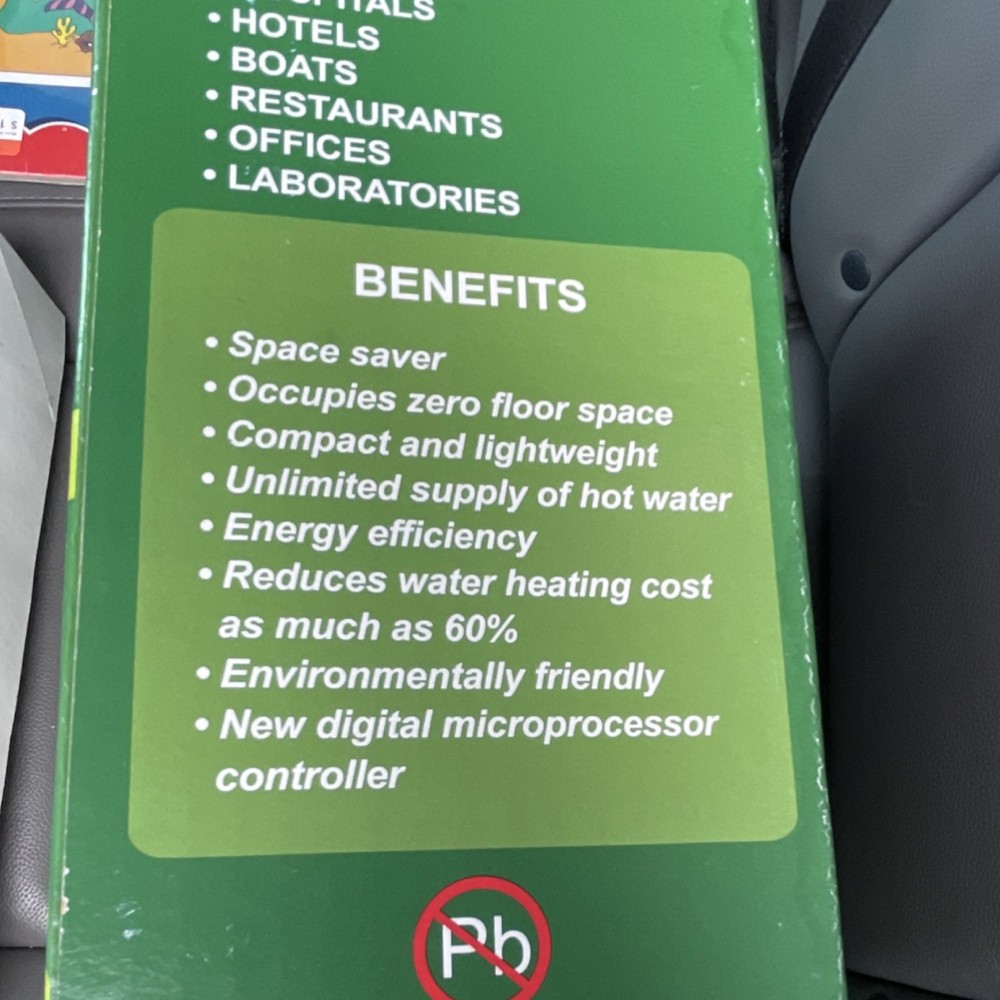 • HOTELS
• BOATS
• RESTAURANTS
• OFFICES
• LABORATORIES
BENEFITS
• Space saver
• Occupies zero floor space
• Compact and lightweight
• Unlimited supply of hot water
• Energy efficiency
• Reduces water heating cost
as much as 60%
• Environmentally friendly
• New digital microprocessor
controller
Pb